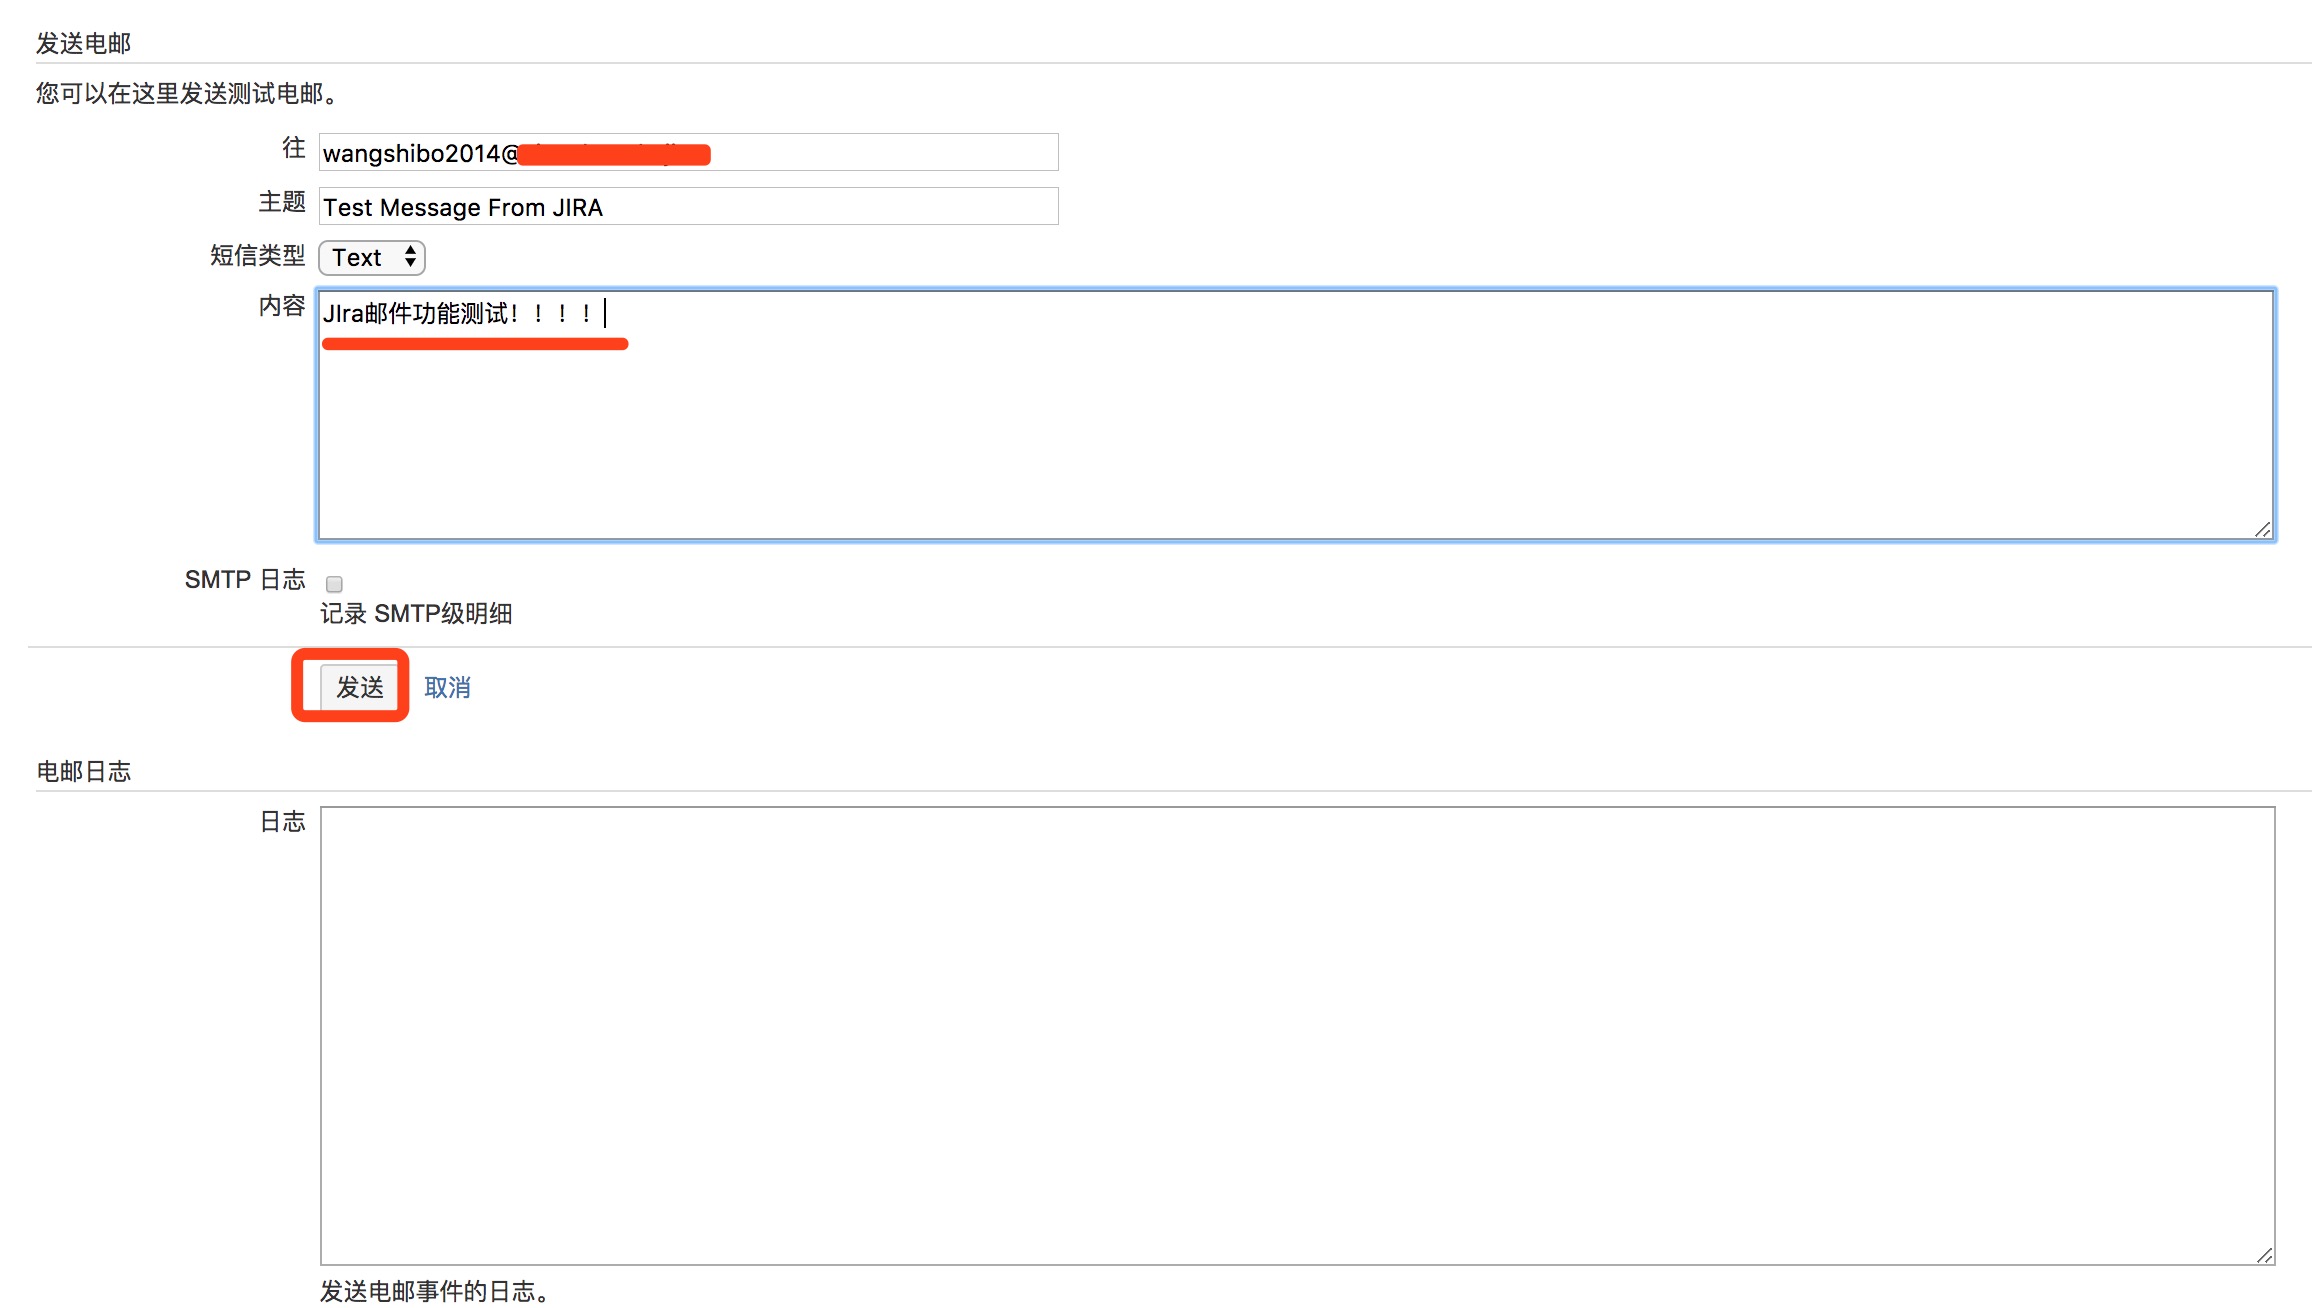 发送电邮
您可以在这里发送测试电邮。
往 wangshibo2014@
主题 Test Message From JIRA
短信类型 Text
内容 JIra邮件功能测试！！！！
SMTP 日志
记录 SMTP级明细
发送 取消
电邮日志
日志
发送电邮事件的日志。